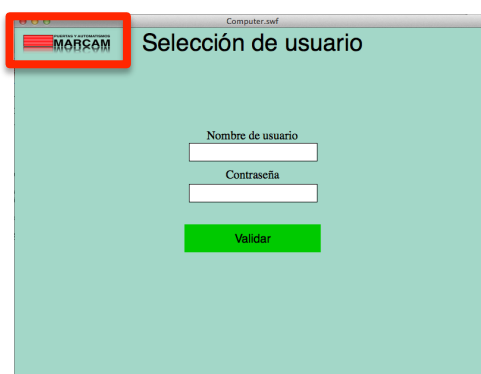 Computer.swf
PUERTAS Y AUTOMATISMOS
MARCAM
Selección de usuario
Nombre de usuario
Contraseña
Validar